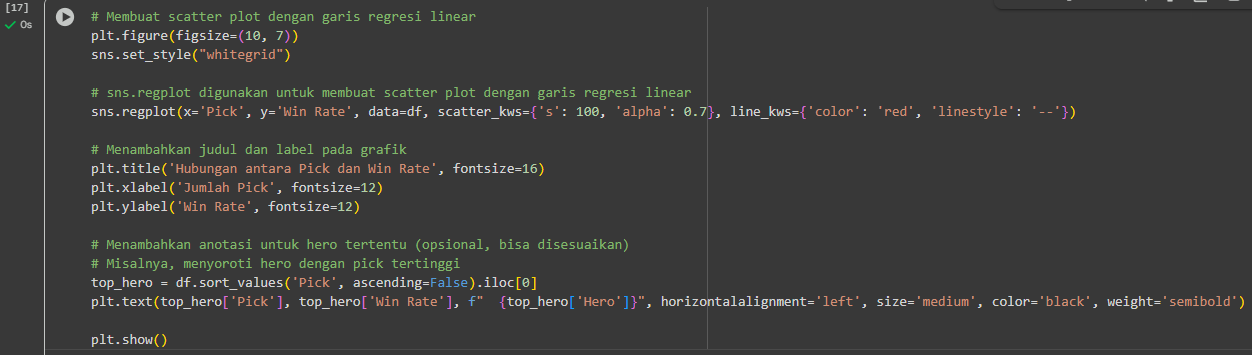 [17]
0s
# Membuat scatter plot dengan garis regresi linear
plt.figure(figsize=(10, 7))
sns.set_style("whitegrid")
# sns.regplot digunakan untuk membuat scatter plot dengan garis regresi linear
sns.regplot(x='Pick', y='Win Rate', data=df, scatter_kws={'s': 100, 'alpha': 0.7}, line_kws={'color': 'red', 'linestyle': '--'})
# Menambahkan judul dan label pada grafik
plt.title('Hubungan antara Pick dan Win Rate', fontsize=16)
plt.xlabel('Jumlah Pick', fontsize=12)
plt.ylabel('Win Rate', fontsize=12)
# Menambahkan anotasi untuk hero tertentu (opsional, bisa disesuaikan)
# Misalnya, menyoroti hero dengan pick tertinggi
top_hero = df.sort_values('Pick', ascending=False).iloc[0]
plt.text(top_hero['Pick'], top_hero['Win Rate'], f"  {top_hero['Hero']}", horizontalalignment='left', size='medium', color='black', weight='semibold')
plt.show()